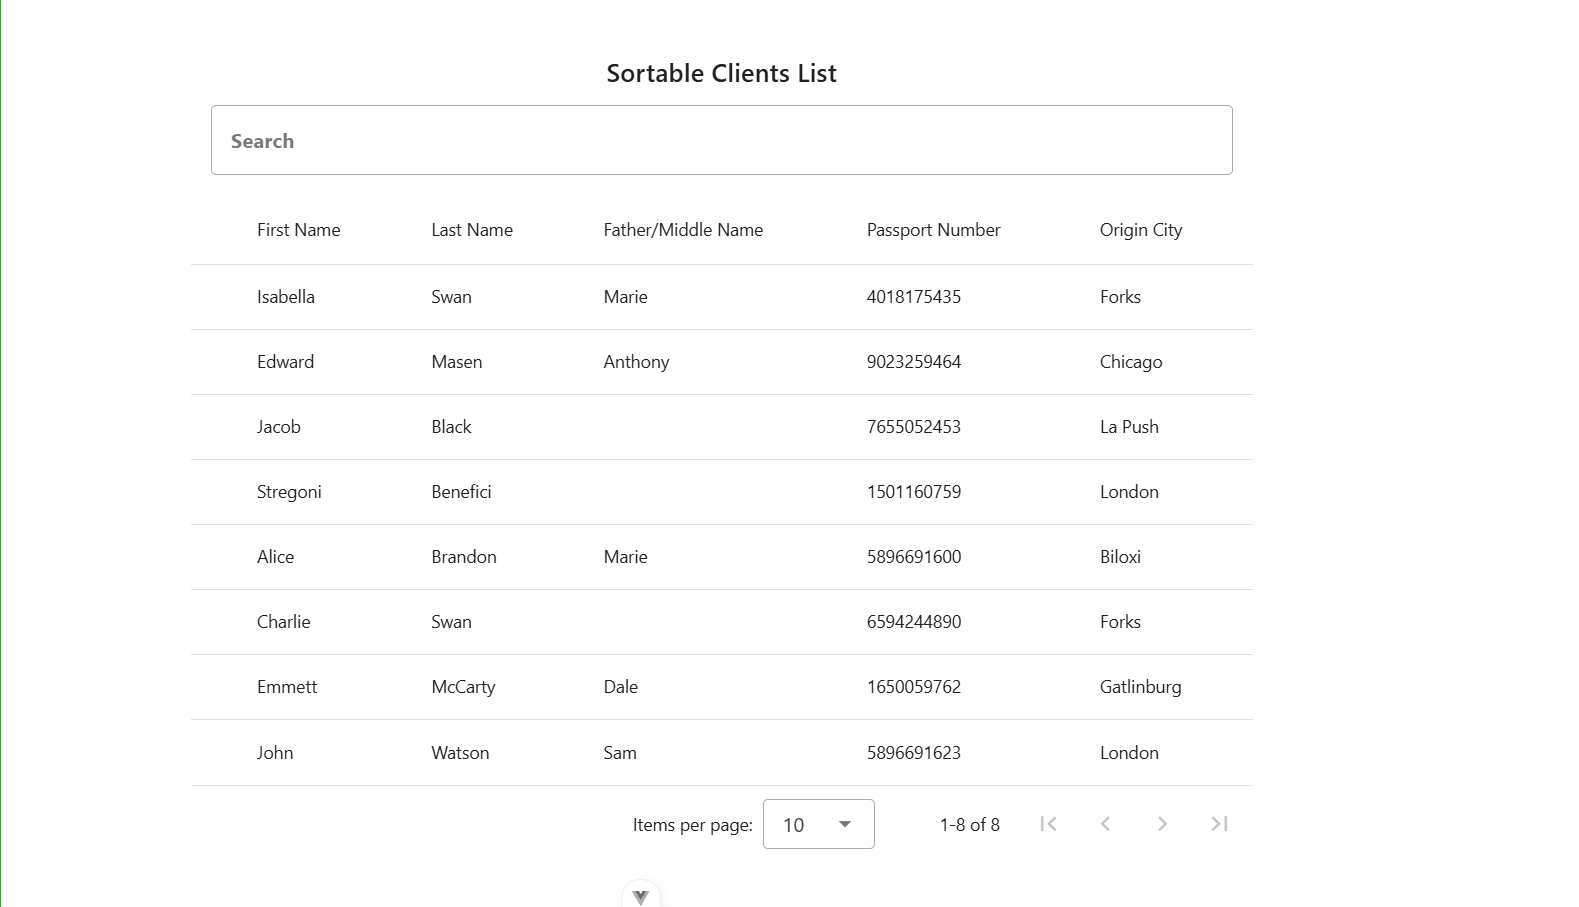 Sortable Clients List
Search
First Name Last Name Father/Middle Name Passport Number Origin City
Isabella Swan Marie 4018175435 Forks
Edward Masen Anthony 9023259464 Chicago
Jacob Black 7655052453 La Push
Stregoni Benefici 1501160759 London
Alice Brandon Marie 5896691600 Biloxi
Charlie Swan 6594244890 Forks
Emmett McCarty Dale 1650059762 Gatlinburg
John Watson Sam 5896691623 London
Items per page: 10 1-8 of 8